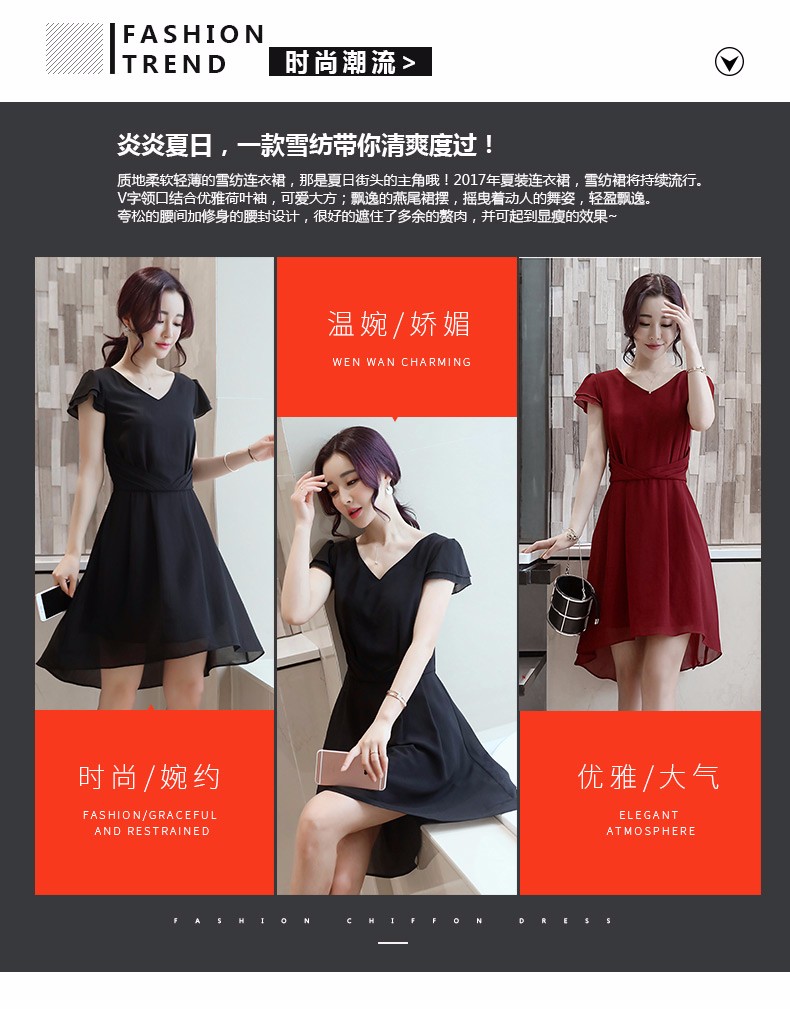 FASHION
TREND
时尚潮流>
炎炎夏日，一款雪纺带你清爽度过！
质地柔软轻薄的雪纺连衣裙，那是夏日街头的主角哦！2017年夏装连衣裙，雪纺裙将持续流行。
V字领口结合优雅荷叶袖，可爱大方；飘逸的燕尾裙摆，摇曳着动人的舞姿，轻盈飘逸。
夸松的腰间加修身的腰封设计，很好的遮住了多余的赘肉，并可起到显瘦的效果~
温婉/娇媚
WEN WAN CHARMING
时尚/婉约
FASHION/GRACEFUL
AND RESTRAINED
优雅/大气
ELEGANT
ATMOSPHERE
FASHION CHIFFON DRESS